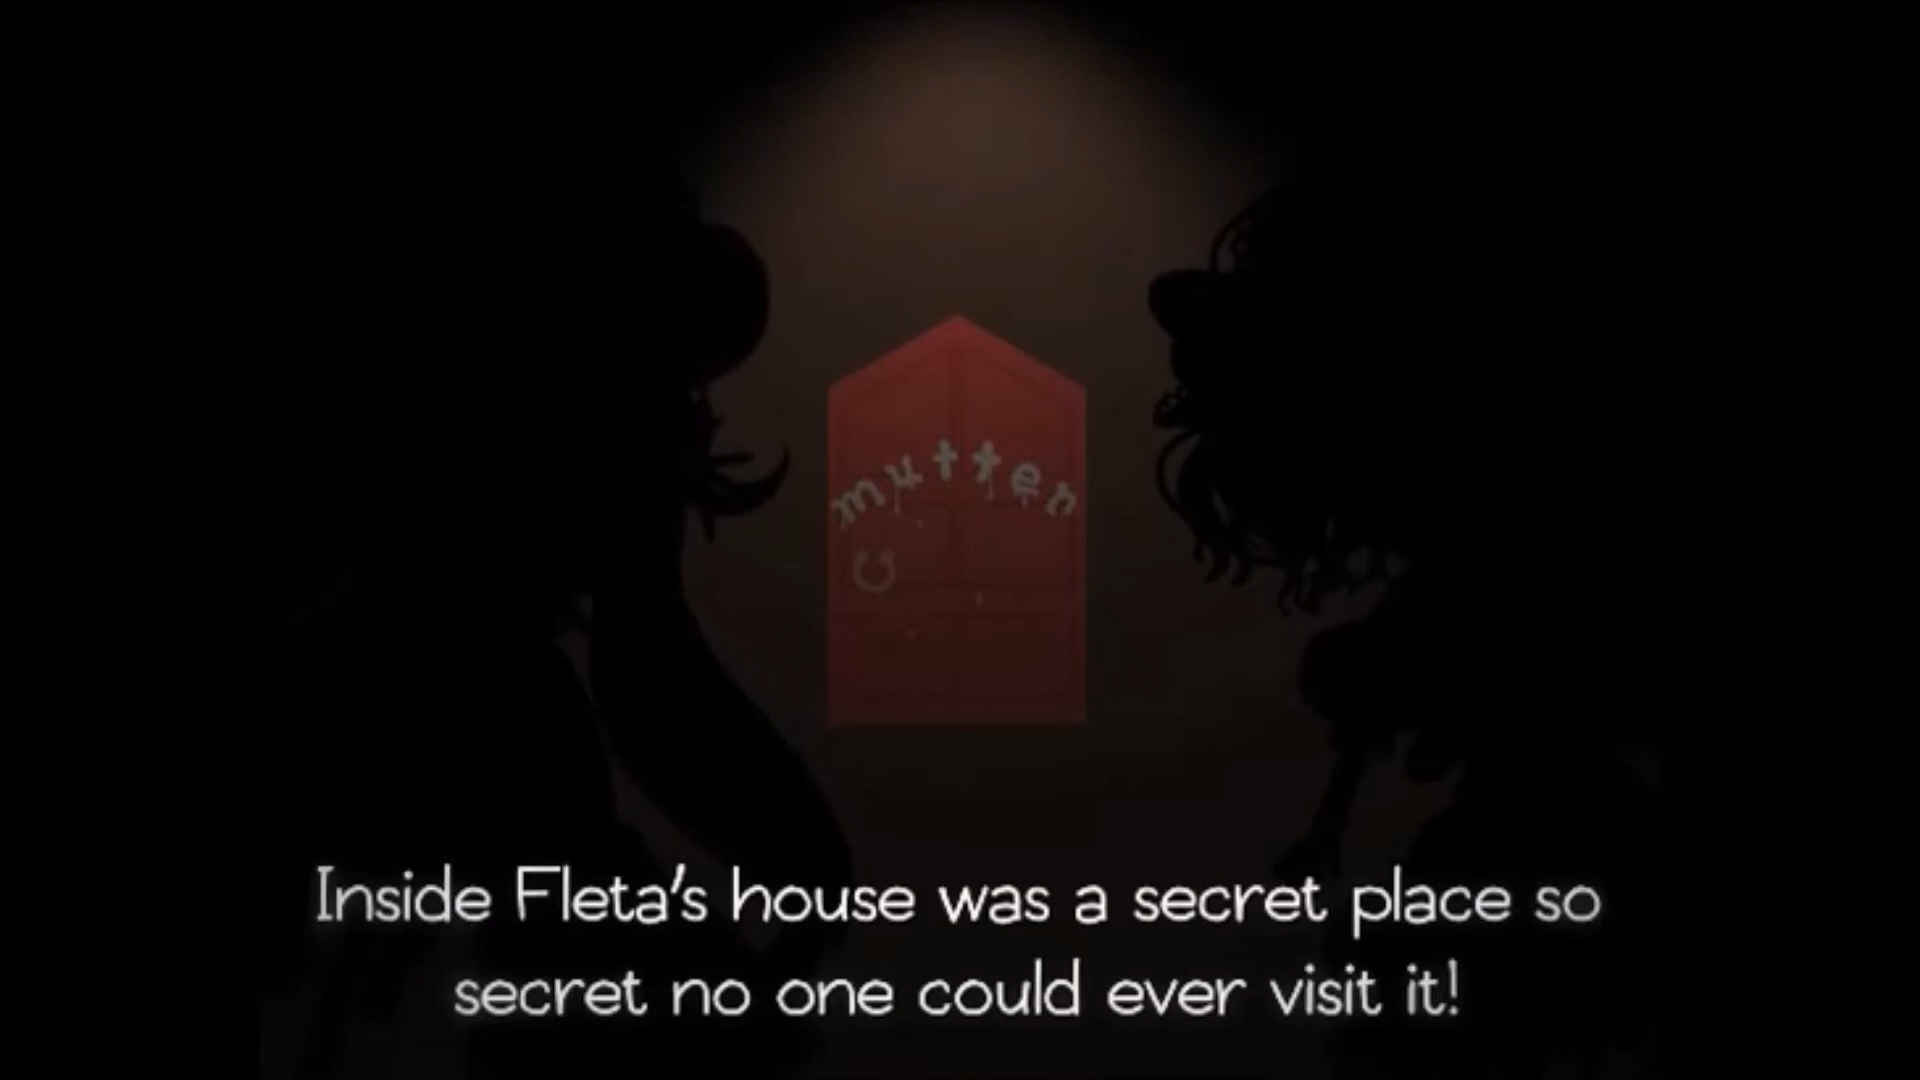 mutter
Inside Fleta's house was a secret place so
secret no one could ever visit it!